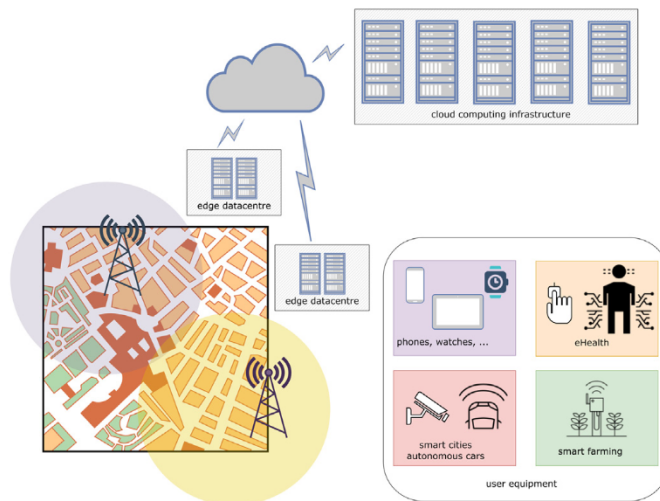 cloud computing infrastructure
edge datacentre
edge datacentre
phones, watches, ...
eHealth
smart cities
autonomous cars
smart farming
user equipment